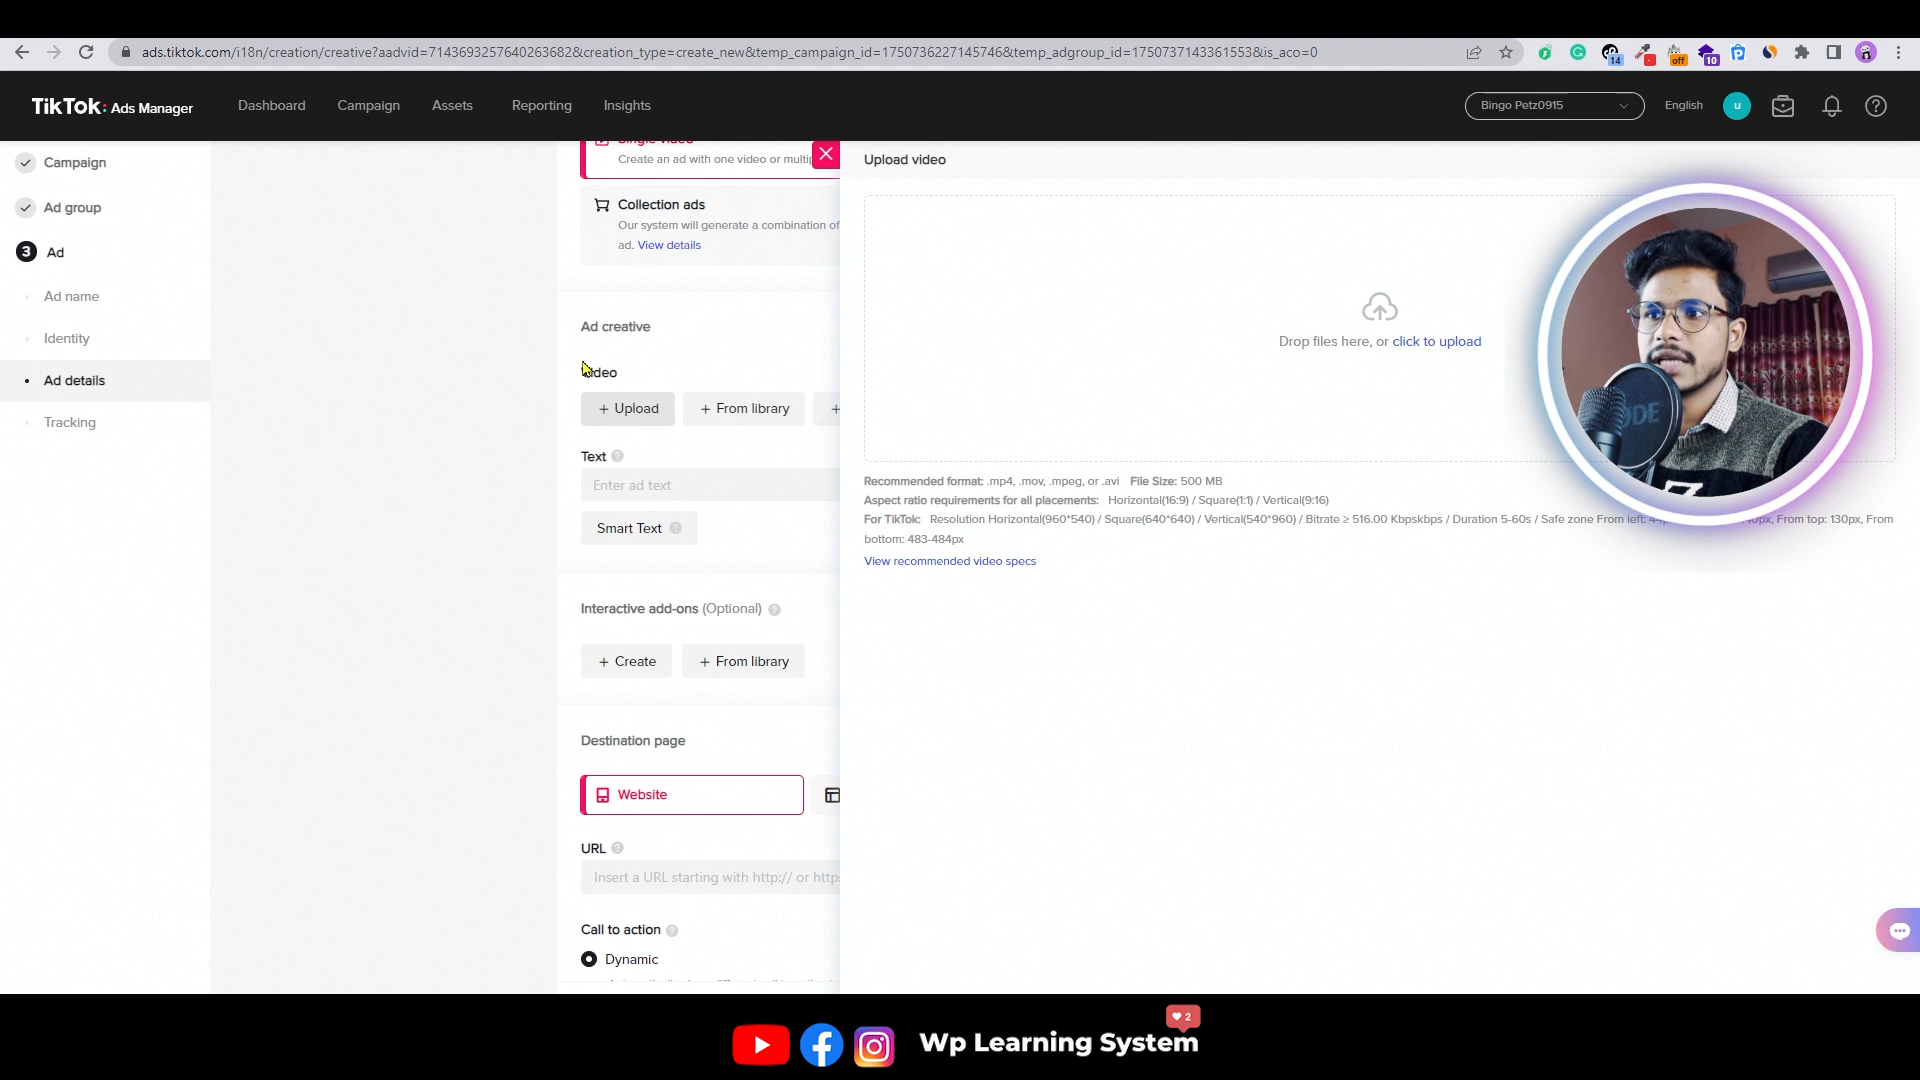 ads.tiktok.com/i18n/creation/creative?aadvid=7143693257640263682&creation_type=create_new&temp_campaign_id=1750736227145746&temp_adgroup_id=1750737143361553&is_aco=0
14
off
10
TikTok: Ads Manager
Dashboard
Campaign
Assets
Reporting
Insights
Bingo Petz0915
English
u
Campaign
Ad group
3 Ad
Ad name
Identity
Ad details
Tracking
Single video
Create an ad with one video or
Collection ads
Our system will generate a combination of
ad. View details
Ad creative
+ Upload
+ From library
+
Text
Enter ad text
Smart Text
Interactive add-ons (Optional)
+ Create
+ From library
Destination page
Website
URL
Insert a URL starting with http:// or
Call to action
Dynamic
Upload video
Drop files here, or click to upload
Recommended format: .mp4, .mov, .mpeg, or .avi File Size: 500 MB
Aspect ratio requirements for all placements: Horizontal(16:9) / Square(1:1) / Vertical(9:16)
For TikTok: Resolution Horizontal(960*540) / Square(640*640) / Vertical(540*960) / Bitrate ≥ 516.00 Kbpskbps / Duration 5-60s / Safe zone From left: From top: 130px, From
bottom: 483-484px
View recommended video specs
2
Wp Learning System